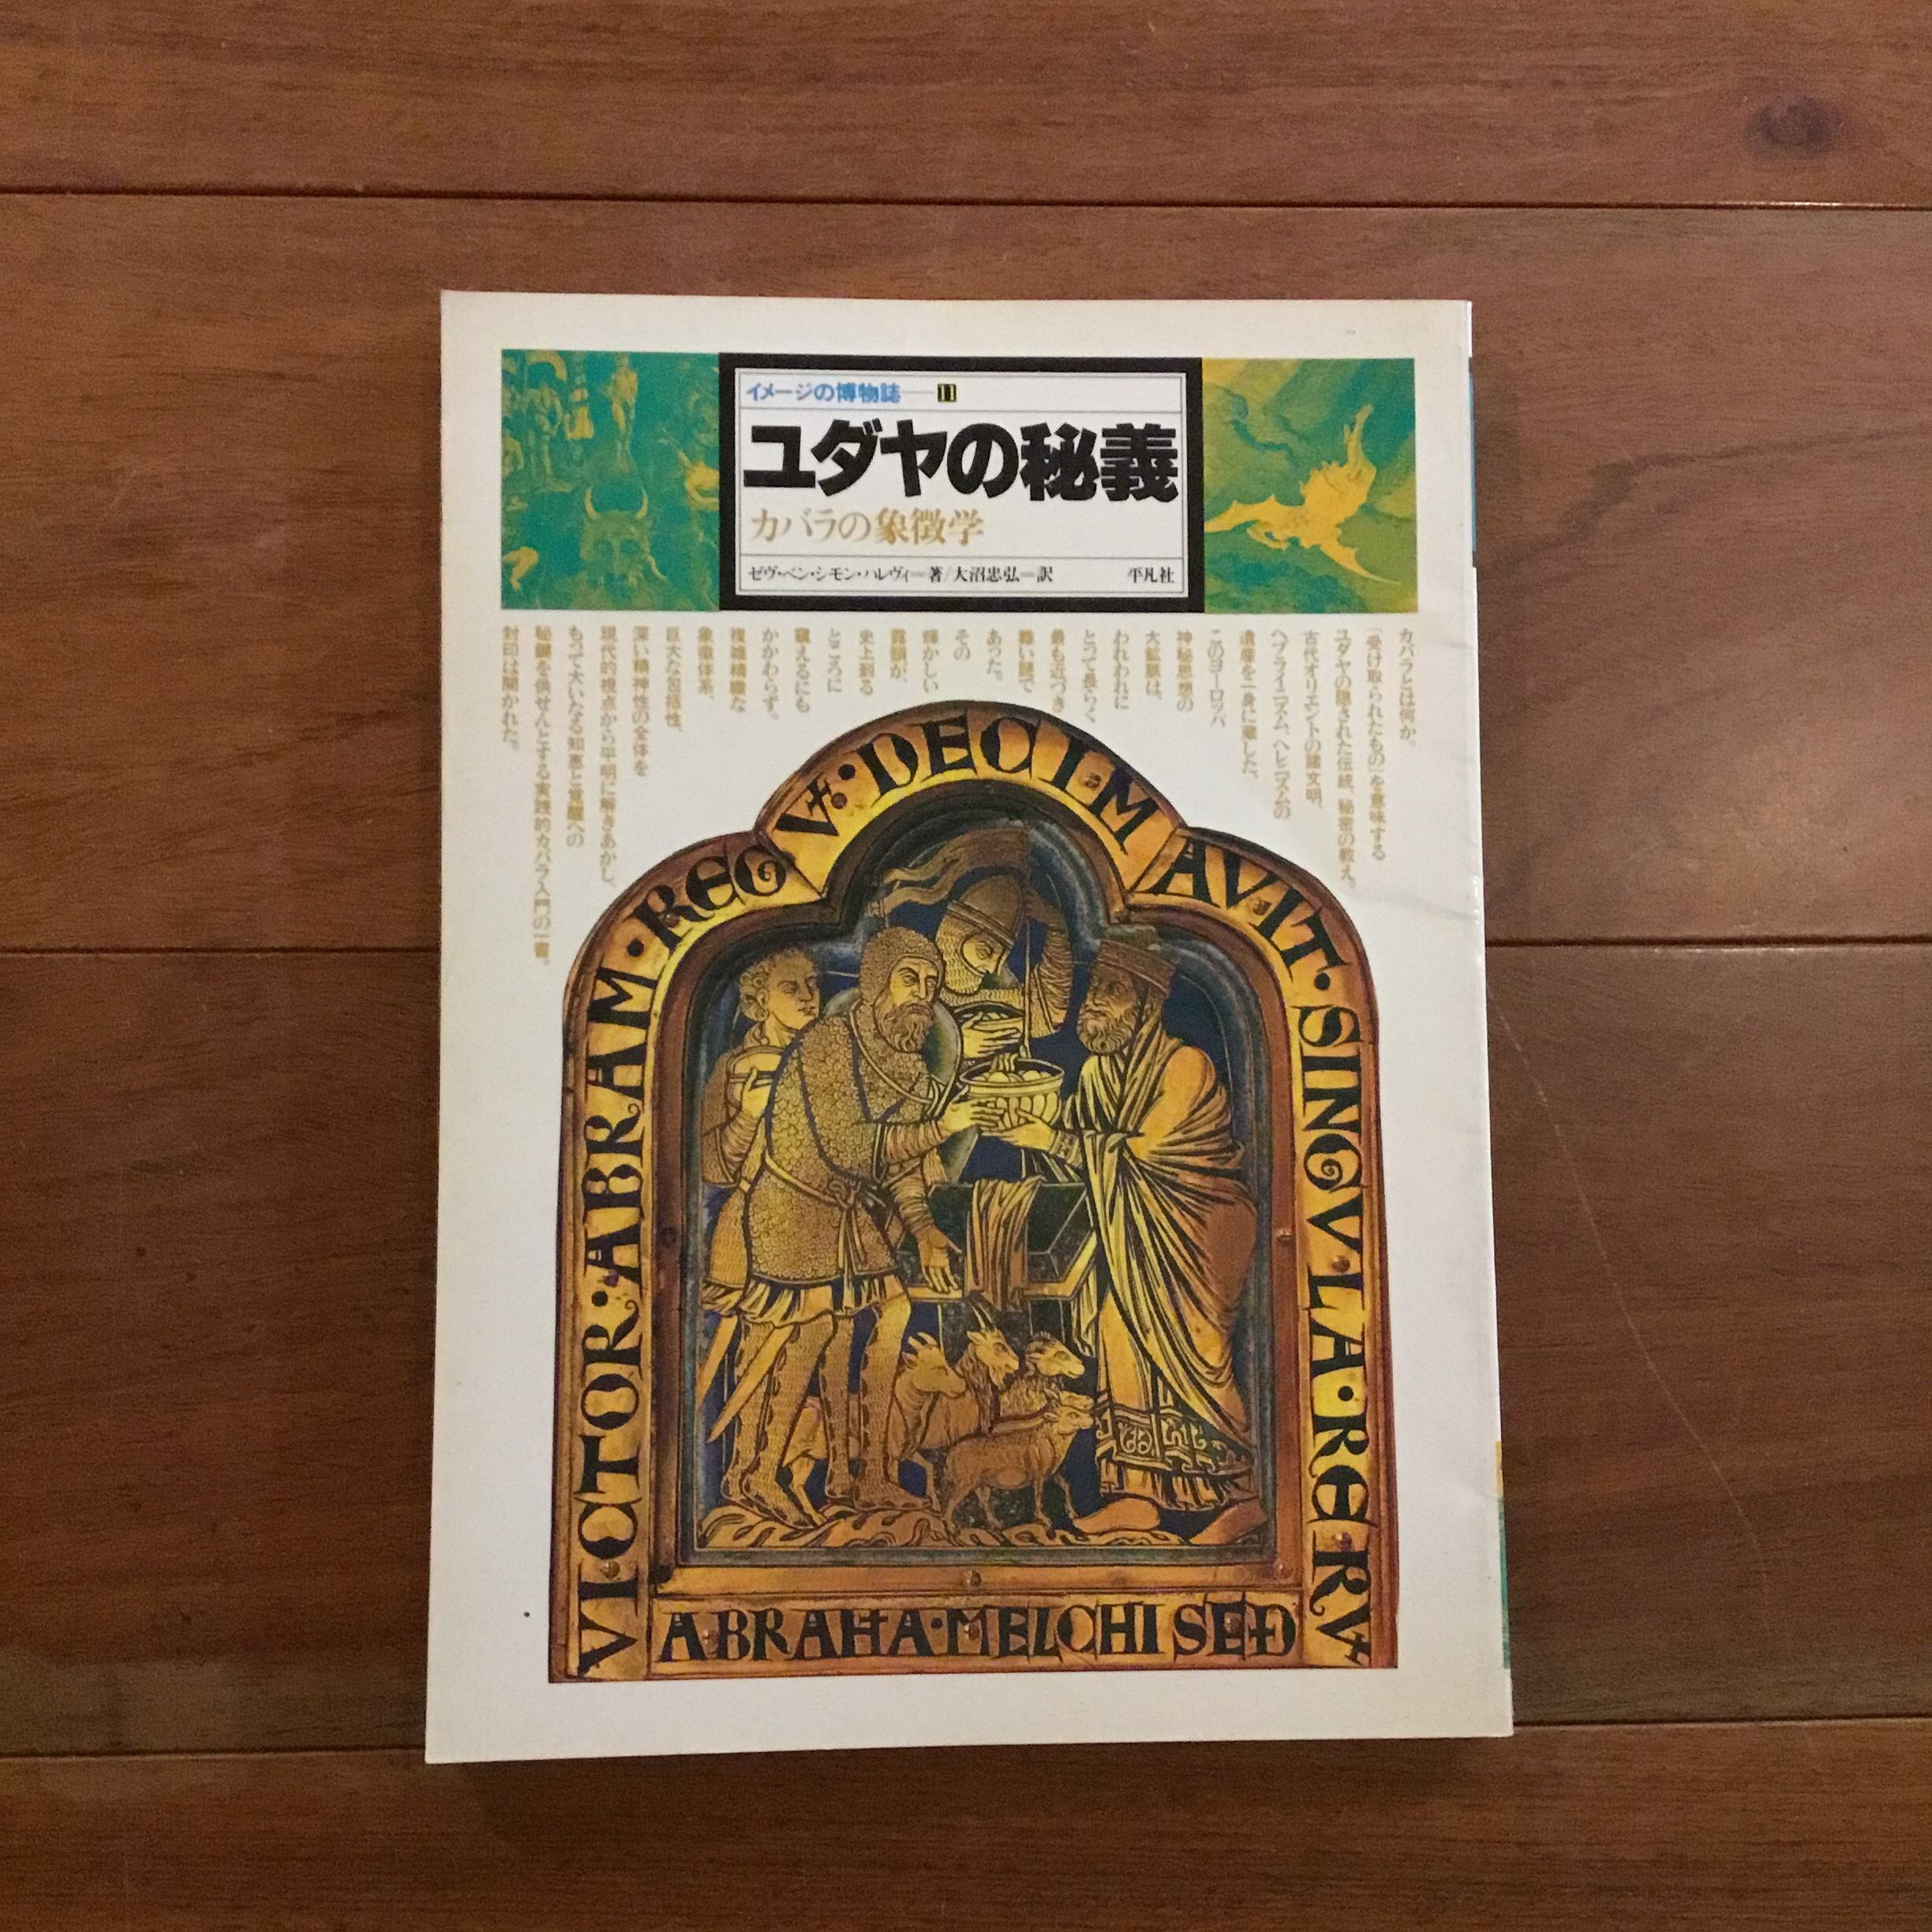 イメージの博物誌──11
ユダヤの秘義
カバラの象徴学
ゼヴ・ベン・シモン・ハレヴィ=著/大沼忠弘=訳 平凡社
カバラとは何か。
「受け取られたもの」を意味する
ユダヤの隠された伝統、秘密の教え。
古代オリエントの諸文明、
ヘブライニズム、ヘレニズムの
遺産を一身に蔵した、
このヨーロッパ
神秘思想の
大鉱脈は、
われわれに
とって長らく
最も近づき
難い謎で
あった。
その
輝かしい
露頭が、
史上到る
ところに
窺えるにも
かかわらず。
複雑精緻な
象徴体系、
巨大な包括性、
深い精神性の全体を
現代的視点から平明に解きあかし、
もって大いなる知恵と覚醒への
秘鍵を供せんとする実践的カバラ入門の一書。
封印は開かれた。
VICTOR·ABRAM·REGV·DECIMAVIT·SINGVLA·RERV
ABRAHA·MELCHISED